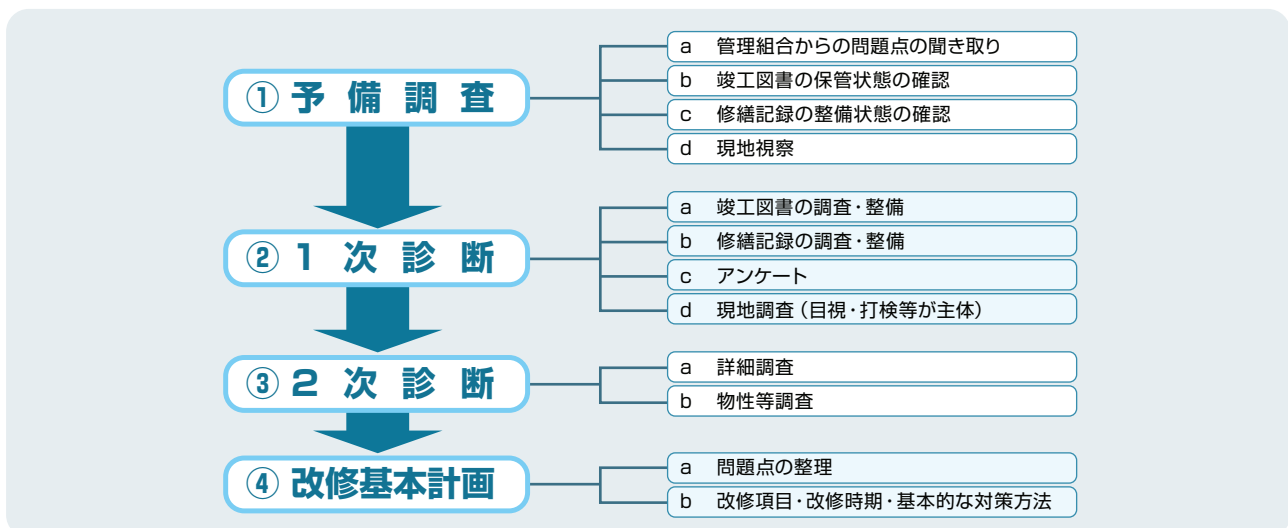 ① 予備調査
a 管理組合からの問題点の聞き取り
b 竣工図書の保管状態の確認
c 修繕記録の整備状態の確認
d 現地視察
② 1次診断
a 竣工図書の調査・整備
b 修繕記録の調査・整備
c アンケート
d 現地調査(目視・打検等が主体)
③ 2次診断
a 詳細調査
b 物性等調査
④ 改修基本計画
a 問題点の整理
b 改修項目・改修時期・基本的な対策方法